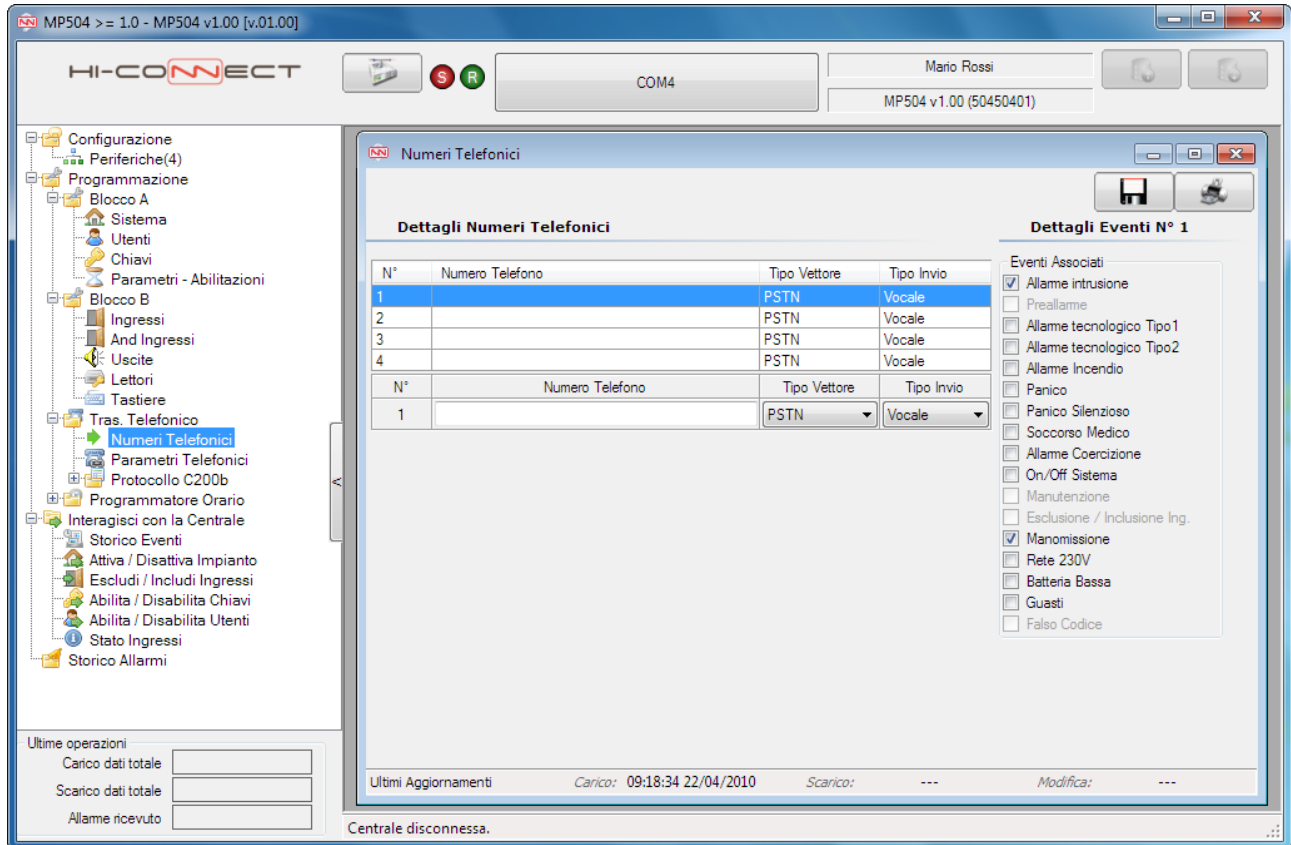 MP504 >= 1.0 - MP504 v1.00 [v.01.00]
HI-CONNECT
S R
COM4
Mario Rossi
MP504 v1.00 (50450401)
Configurazione
Periferiche(4)
Programmazione
Blocco A
Sistema
Utenti
Chiavi
Parametri - Abilitazioni
Blocco B
Ingressi
And Ingressi
Uscite
Lettori
Tastiere
Tras. Telefonico
Numeri Telefonici
Parametri Telefonici
Protocollo C200b
Programmatore Orario
Interagisci con la Centrale
Storico Eventi
Attiva / Disattiva Impianto
Escludi / Includi Ingressi
Abilita / Disabilita Chiavi
Abilita / Disabilita Utenti
Stato Ingressi
Storico Allarmi
<
Ultime operazioni
Carico dati totale
Scarico dati totale
Allarme ricevuto
Numeri Telefonici
Dettagli Numeri Telefonici
N° Numero Telefono Tipo Vettore Tipo Invio
1 PSTN Vocale
2 PSTN Vocale
3 PSTN Vocale
4 PSTN Vocale
N° Numero Telefono Tipo Vettore Tipo Invio
1 PSTN Vocale
Dettagli Eventi N° 1
Eventi Associati
Allarme intrusione
Preallarme
Allarme tecnologico Tipo1
Allarme tecnologico Tipo2
Allarme Incendio
Panico
Panico Silenzioso
Soccorso Medico
Allarme Coercizione
On/Off Sistema
Manutenzione
Esclusione / Inclusione Ing.
Manomissione
Rete 230V
Batteria Bassa
Guasti
Falso Codice
Ultimi Aggiornamenti Carico: 09:18:34 22/04/2010 Scarico: --- Modifica: ---
Centrale disconnessa.